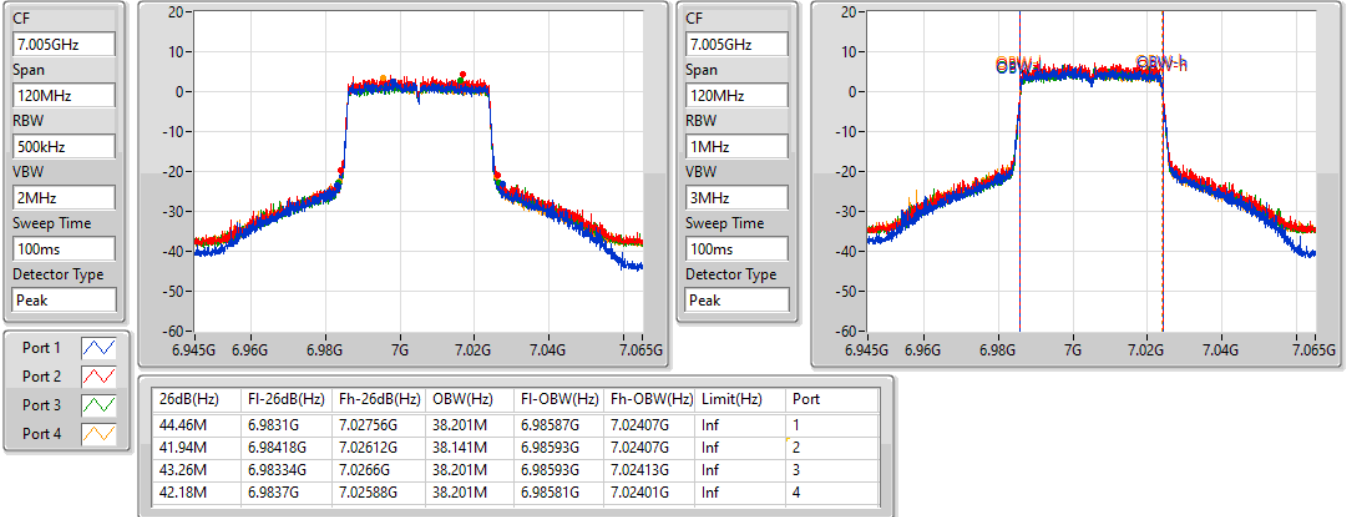 CF
7.005GHz
Span
120MHz
RBW
500kHz
VBW
2MHz
Sweep Time
100ms
Detector Type
Peak
20
10
0
-10
-20
-30
-40
-50
-60
6.945G 6.96G 6.98G 7G 7.02G 7.04G 7.065G
CF
7.005GHz
Span
120MHz
RBW
1MHz
VBW
3MHz
Sweep Time
100ms
Detector Type
Peak
20
10
0
-10
-20
-30
-40
-50
-60
OBW-l OBW-h
6.945G 6.96G 6.98G 7G 7.02G 7.04G 7.065G
Port 1
Port 2
Port 3
Port 4
26dB(Hz) Fl-26dB(Hz) Fh-26dB(Hz) OBW(Hz) Fl-OBW(Hz) Fh-OBW(Hz) Limit(Hz) Port
44.46M 6.9831G 7.02756G 38.201M 6.98587G 7.02407G Inf 1
41.94M 6.98418G 7.02612G 38.141M 6.98593G 7.02407G Inf 2
43.26M 6.98334G 7.0266G 38.201M 6.98593G 7.02413G Inf 3
42.18M 6.9837G 7.02588G 38.201M 6.98581G 7.02401G Inf 4